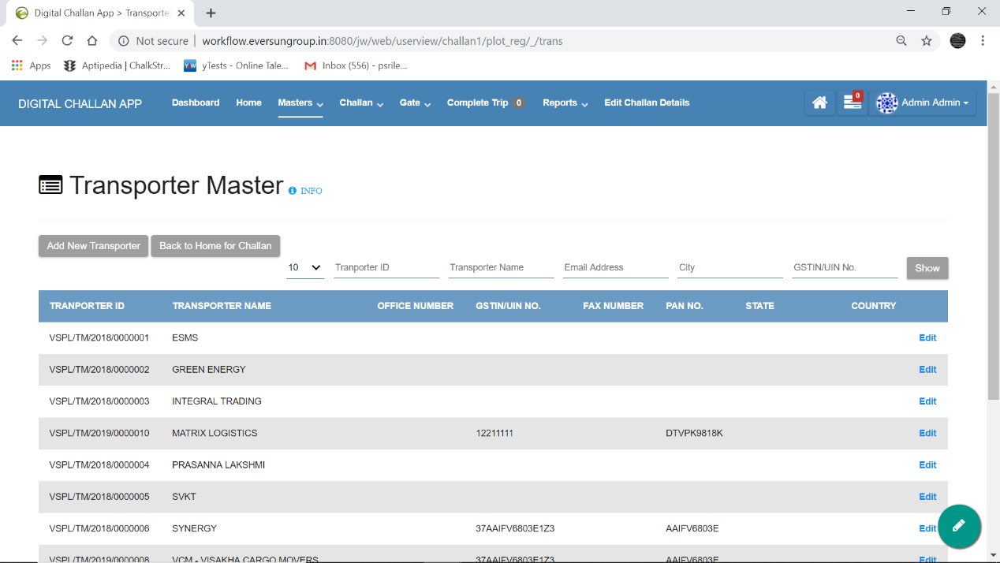 Digital Challan App > Transporte
Not secure | workflow.eversungroup.in:8080/jw/web/userview/challan1/plot_reg/_/trans
Apps Aptipedia | ChalkStr... YAW yTests - Online Tale... Inbox (556) - psrile...
DIGITAL CHALLAN APP Dashboard Home Masters Challan Gate Complete Trip 0 Reports Edit Challan Details 0 Admin Admin
Transporter Master INFO
Add New Transporter Back to Home for Challan
10 Tranporter ID Transporter Name Email Address City GSTIN/UIN No. Show
TRANPORTER ID TRANSPORTER NAME OFFICE NUMBER GSTIN/UIN NO. FAX NUMBER PAN NO. STATE COUNTRY
VSPL/TM/2018/0000001 ESMS Edit
VSPL/TM/2018/0000002 GREEN ENERGY Edit
VSPL/TM/2018/0000003 INTEGRAL TRADING Edit
VSPL/TM/2019/0000010 MATRIX LOGISTICS 12211111 DTVPK9818K Edit
VSPL/TM/2018/0000004 PRASANNA LAKSHMI Edit
VSPL/TM/2018/0000005 SVKT Edit
VSPL/TM/2018/0000006 SYNERGY 37AAIFV6803E1Z3 AAIFV6803E Edit
VSPL/TM/2019/0000008 VCM - VISAKHA CARGO MOVERS 37AAIFV6803E1Z3 AAIFV6803E Edit